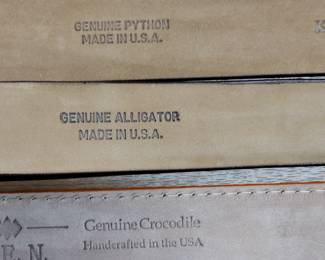 GENUINE PYTHON
MADE IN U.S.A.
K
GENUINE ALLIGATOR
MADE IN U.S.A.
Genuine Crocodile
Handcrafted in the USA
E. N.